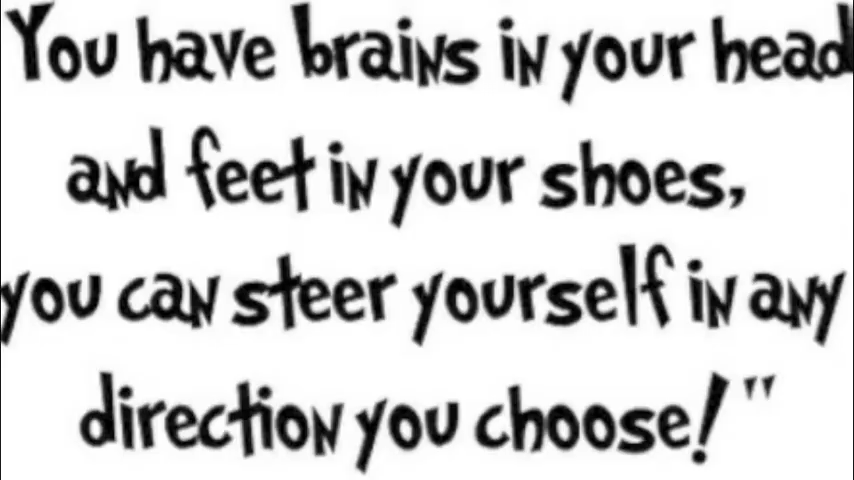 You have brains in your head
and feet in your shoes,
you can steer yourself in any
direction you choose!"